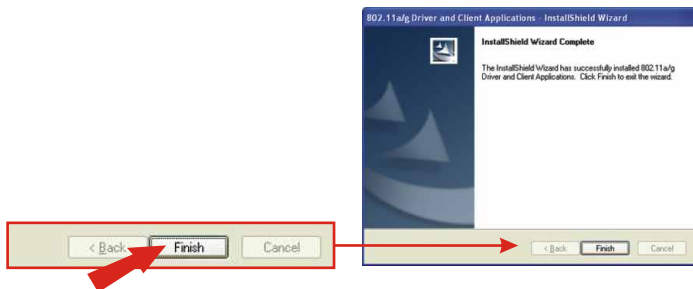 802.11a/g Driver and Client Applications - InstallShield Wizard
InstallShield Wizard Complete
The InstallShield Wizard has successfully installed 802.11a/g
Driver and Client Applications. Click Finish to exit the wizard.
< Back
Finish
Cancel
< Back
Finish
Cancel